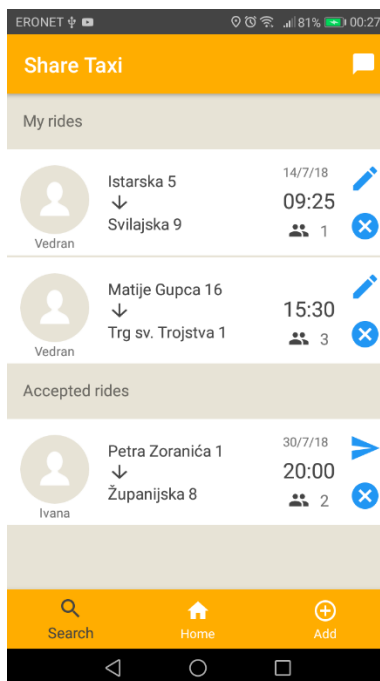 ERONET 81% 00:27
Share Taxi
My rides
14/7/18
Istarska 5
09:25
Svilajska 9
1
Vedran
Matije Gupca 16
15:30
Trg sv. Trojstva 1
3
Vedran
Accepted rides
30/7/18
Petra Zoranića 1
20:00
Županijska 8
2
Ivana
Search Home Add